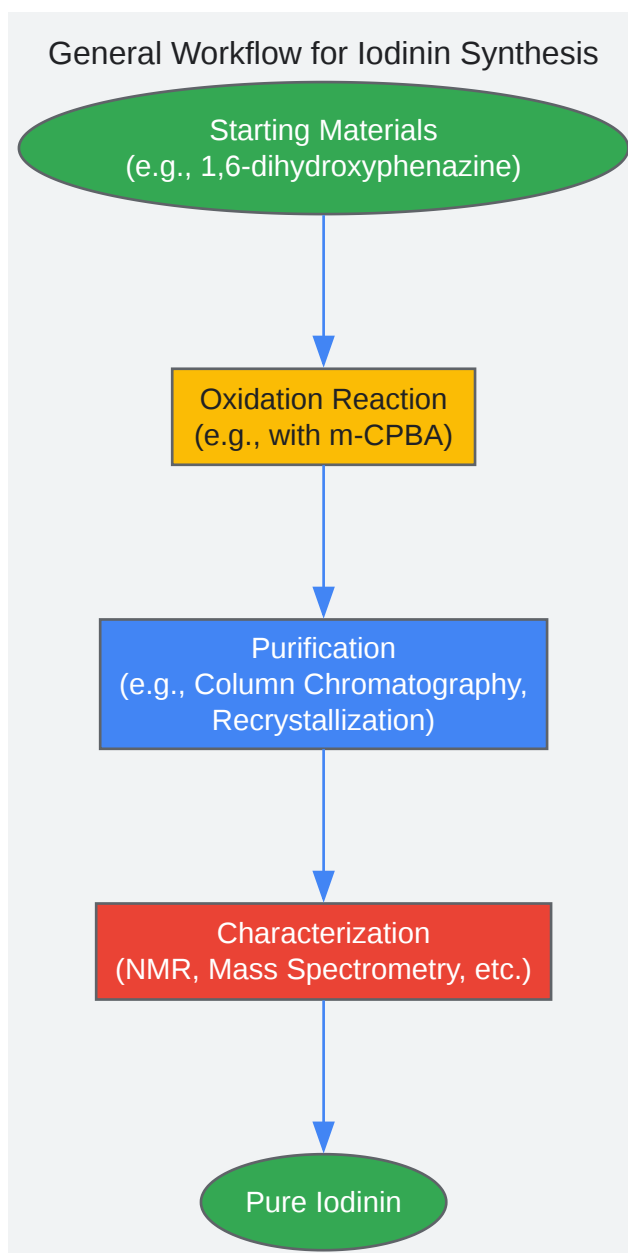 General Workflow for Iodinin Synthesis
Starting Materials
(e.g., 1,6-dihydroxyphenazine)
Oxidation Reaction
(e.g., with m-CPBA)
Purification
(e.g., Column Chromatography,
Recrystallization)
Characterization
(NMR, Mass Spectrometry, etc.)
Pure Iodinin